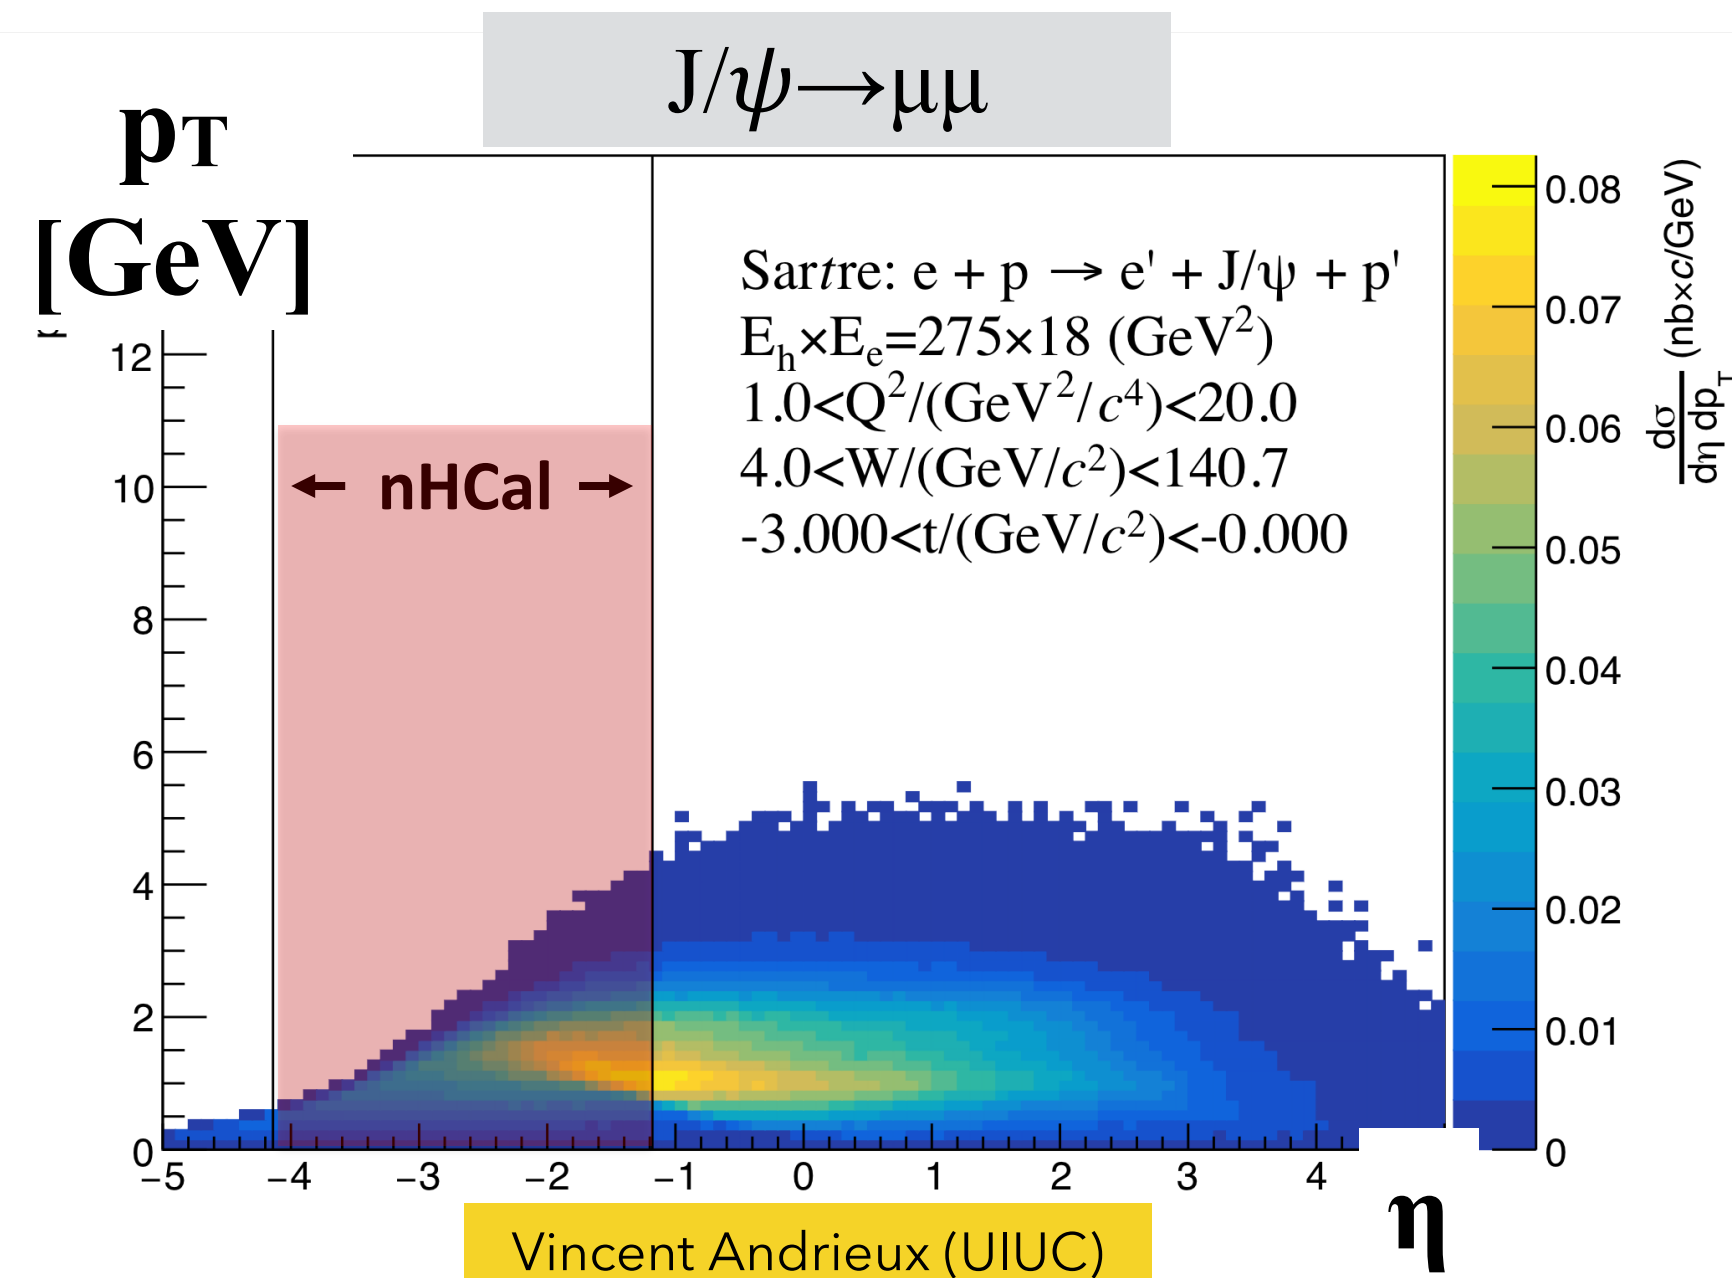 J/ψ→μμ
pT
[GeV]
Sartre: e + p → e' + J/ψ + p'
Eh×Ee=275×18 (GeV²)
1.0<Q²/(GeV²/c⁴)<20.0
4.0<W/(GeV/c²)<140.7
-3.000<t/(GeV/c²)<-0.000
← nHCal →
12
10
8
6
4
2
0
−5 −4 −3 −2 −1 0 1 2 3 4
η
0.08
0.07
0.06
0.05
0.04
0.03
0.02
0.01
0
dσ/dη dpT (nb×c/GeV)
Vincent Andrieux (UIUC)